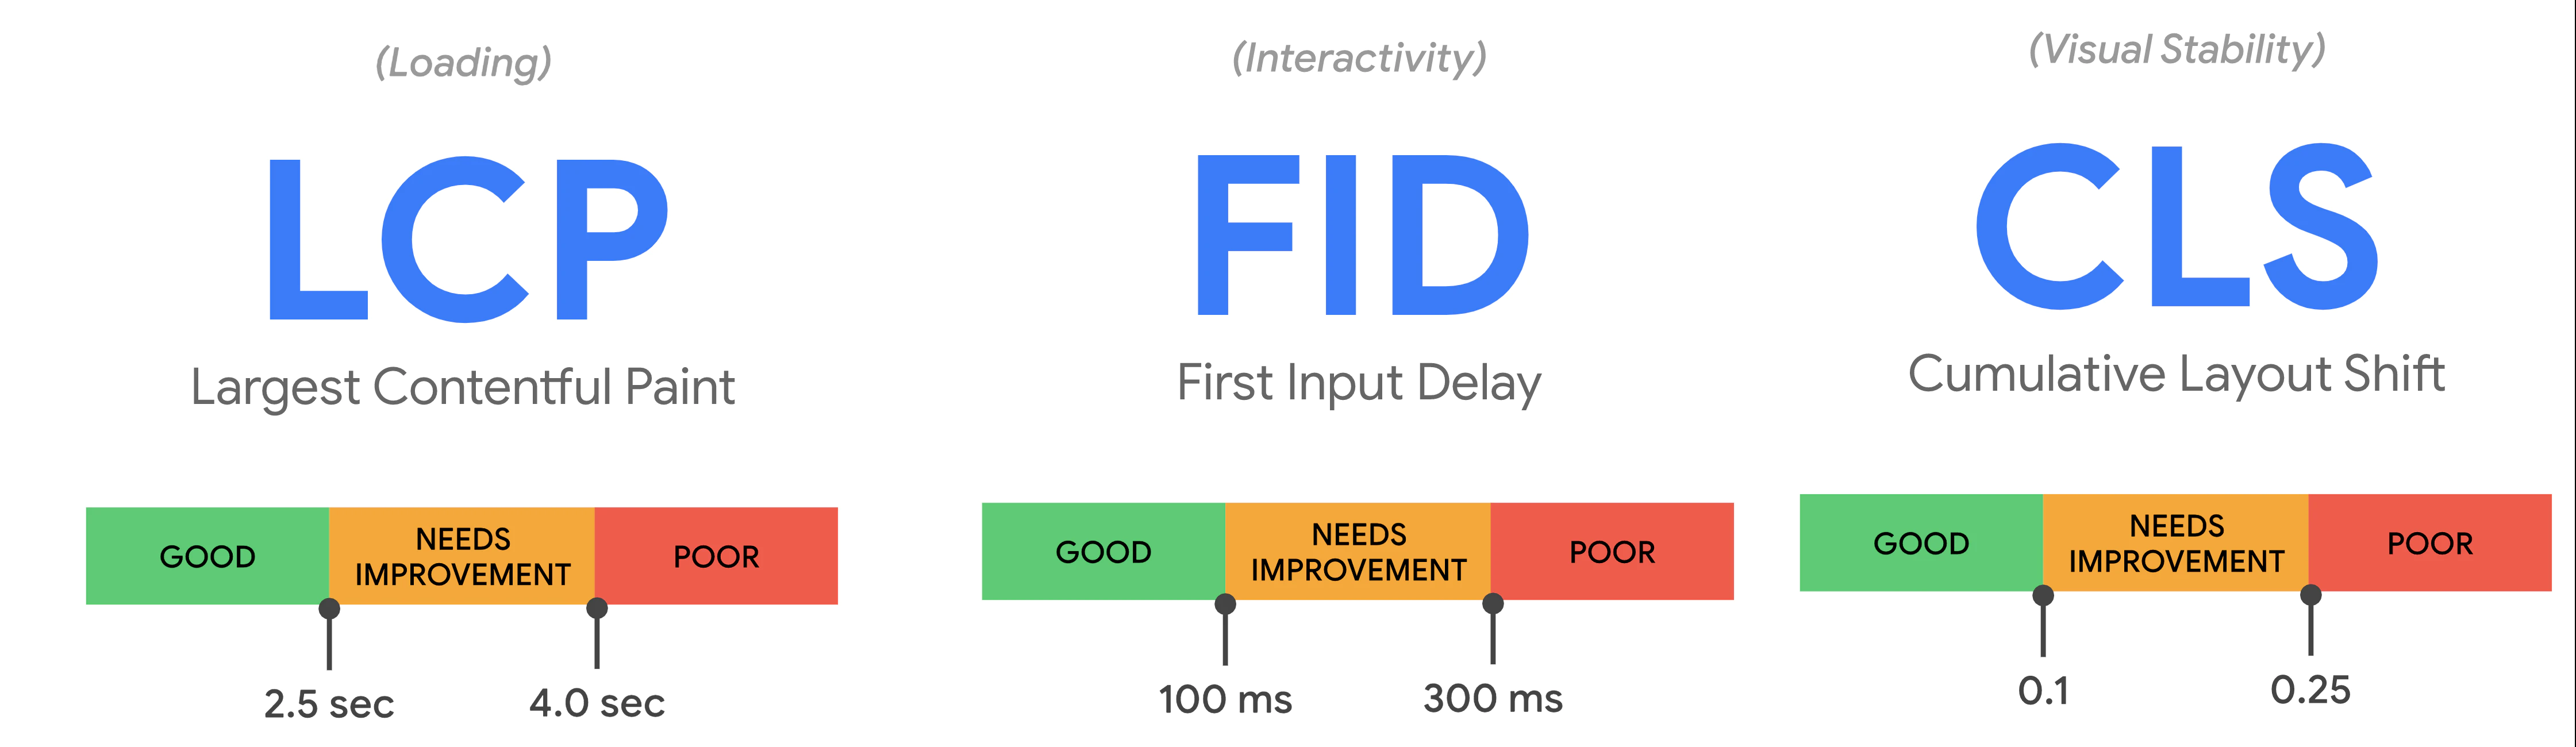 (Loading)
LCP
Largest Contentful Paint
GOOD
NEEDS
IMPROVEMENT
POOR
2.5 sec
4.0 sec
(Interactivity)
FID
First Input Delay
GOOD
NEEDS
IMPROVEMENT
POOR
100 ms
300 ms
(Visual Stability)
CLS
Cumulative Layout Shift
GOOD
NEEDS
IMPROVEMENT
POOR
0.1
0.25